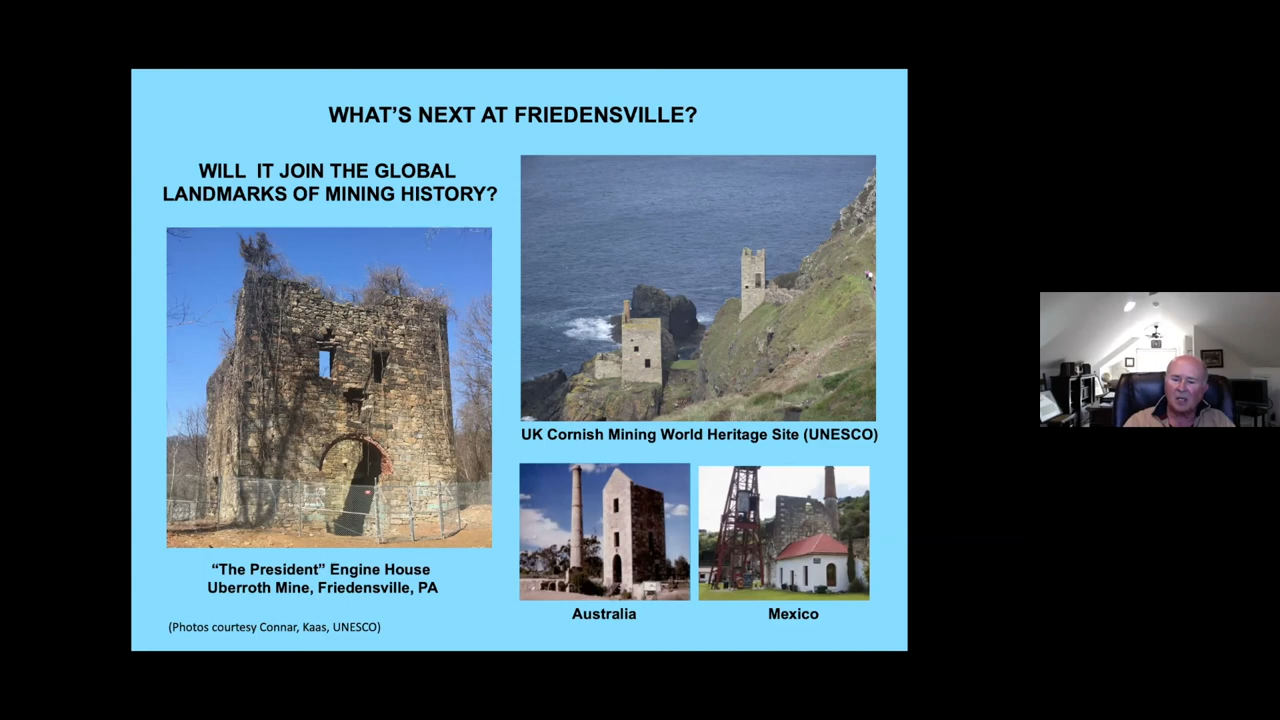 WHAT'S NEXT AT FRIEDENSVILLE?
WILL IT JOIN THE GLOBAL
LANDMARKS OF MINING HISTORY?
UK Cornish Mining World Heritage Site (UNESCO)
"The President" Engine House
Uberroth Mine, Friedensville, PA
Australia
Mexico
(Photos courtesy Connar, Kaas, UNESCO)